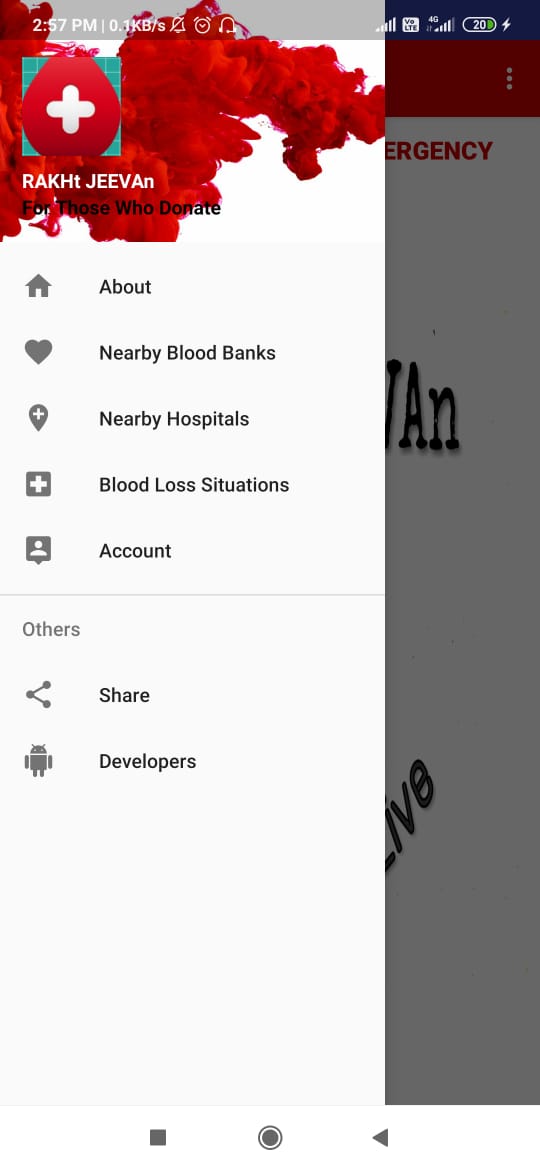 2:57 PM | 0.1KB/s
Vo LTE
4G
20
RAKHt JEEVAn
For Those Who Donate
ERGENCY
About
Nearby Blood Banks
Nearby Hospitals
VAn
Blood Loss Situations
Account
Others
Share
Developers
Live